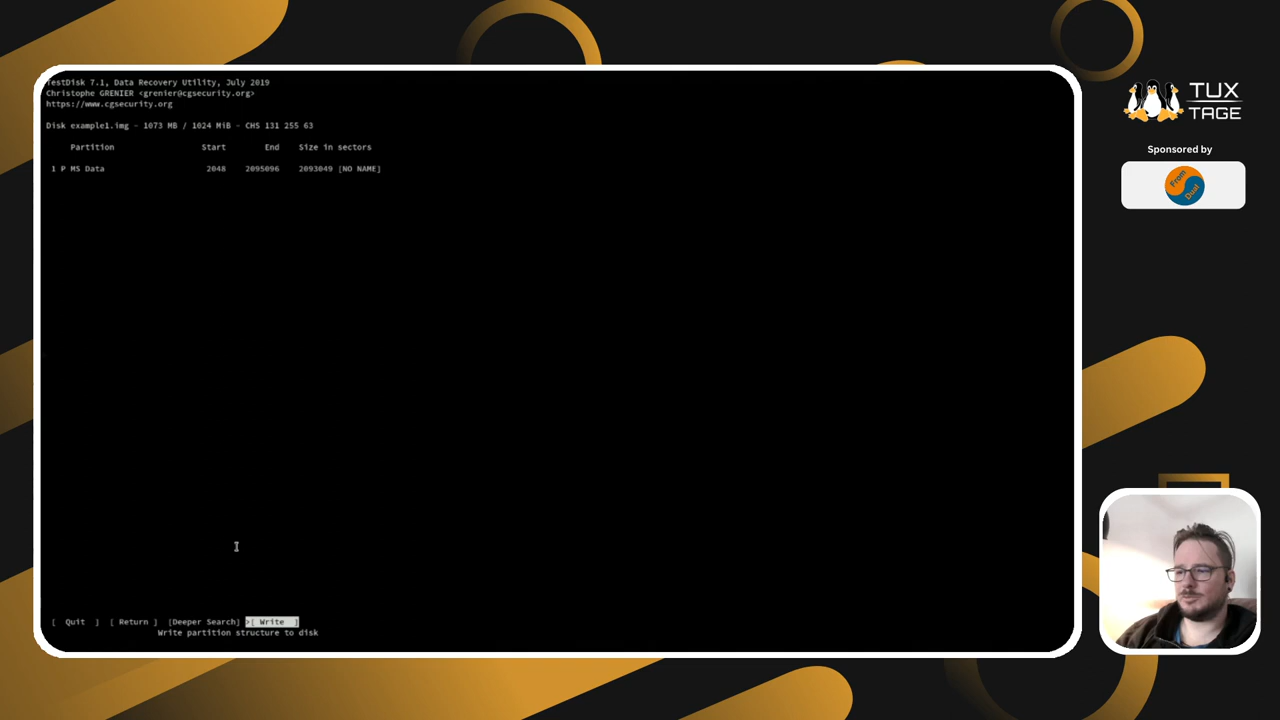 TestDisk 7.1, Data Recovery Utility, July 2019
Christophe GRENIER <grenier@cgsecurity.org>
https://www.cgsecurity.org
Disk example1.img - 1073 MB / 1024 MiB - CHS 131 255 63
Partition Start End Size in sectors
1 P MS Data 2048 2095096 2093049 [NO NAME]
[ Quit ] [ Return ] [Deeper Search] >[ Write ]
Write partition structure to disk
TUX
TAGE
Sponsored by
From
Dual